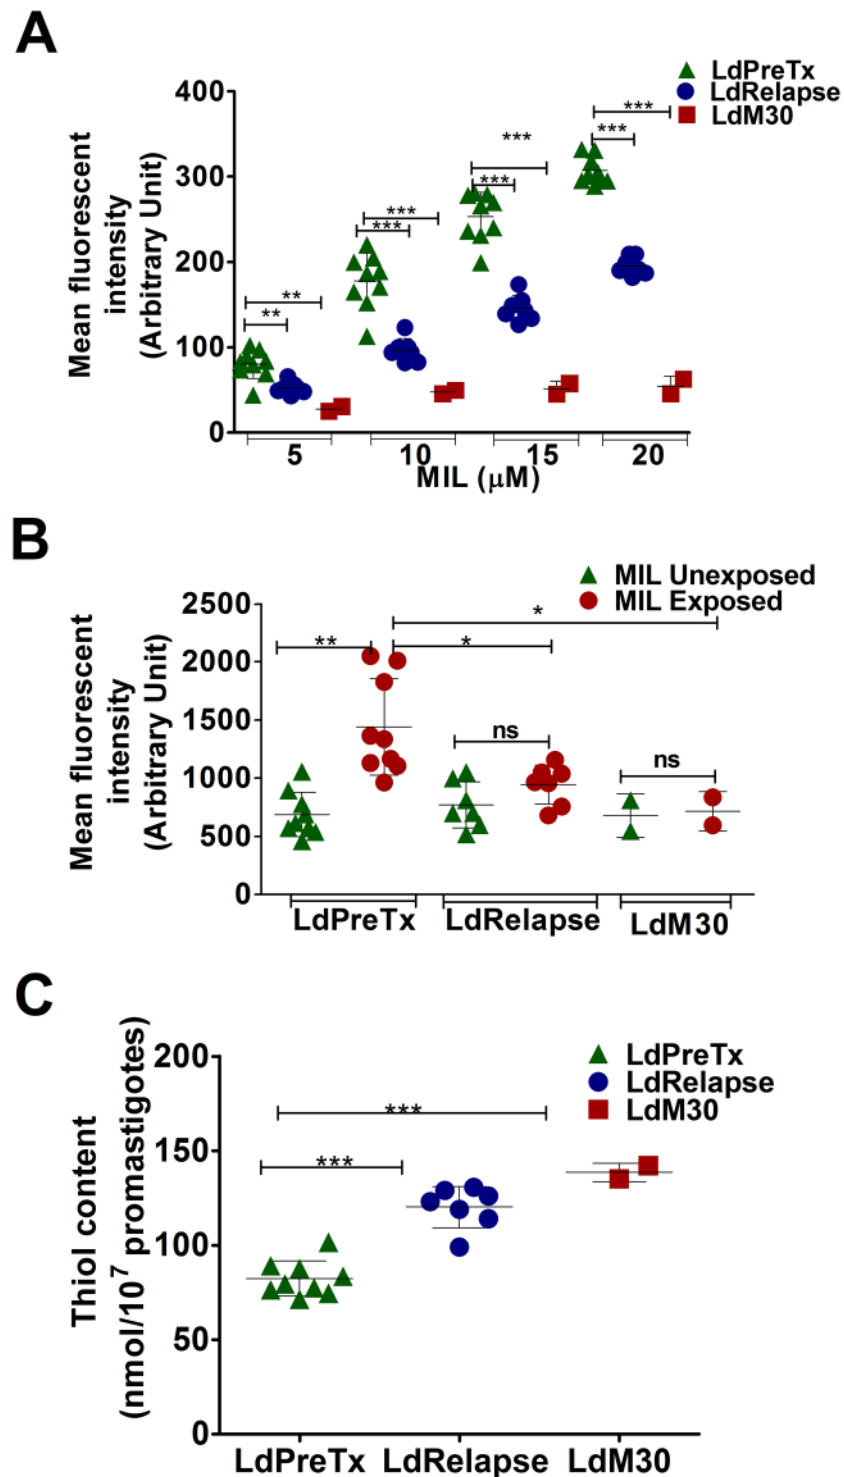 A
LdPreTx
LdRelapse
LdM30
Mean fluorescent
intensity
(Arbitrary Unit)
400
300
200
100
0
***
***
***
***
***
***
**
**
5 10 15 20
MIL (µM)
B
MIL Unexposed
MIL Exposed
Mean fluorescent
intensity
(Arbitrary Unit)
2500
2000
1500
1000
500
0
*
** *
ns
ns
LdPreTx LdRelapse LdM30
C
LdPreTx
LdRelapse
LdM30
Thiol content
(nmol/10⁷ promastigotes)
200
150
100
50
0
***
***
LdPreTx LdRelapse LdM30